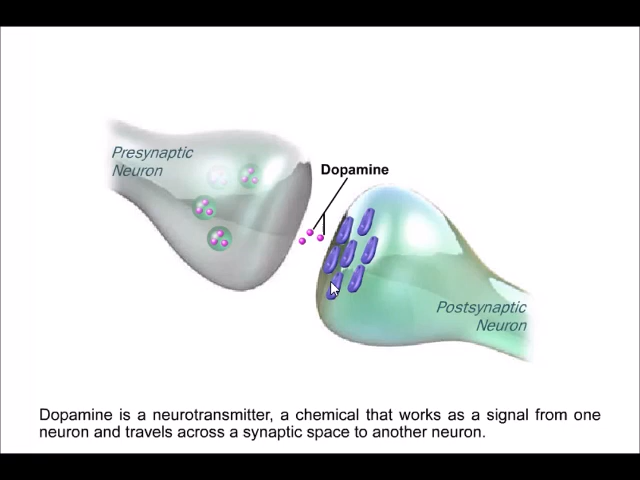 Presynaptic
Neuron
Dopamine
Postsynaptic
Neuron
Dopamine is a neurotransmitter, a chemical that works as a signal from one
neuron and travels across a synaptic space to another neuron.